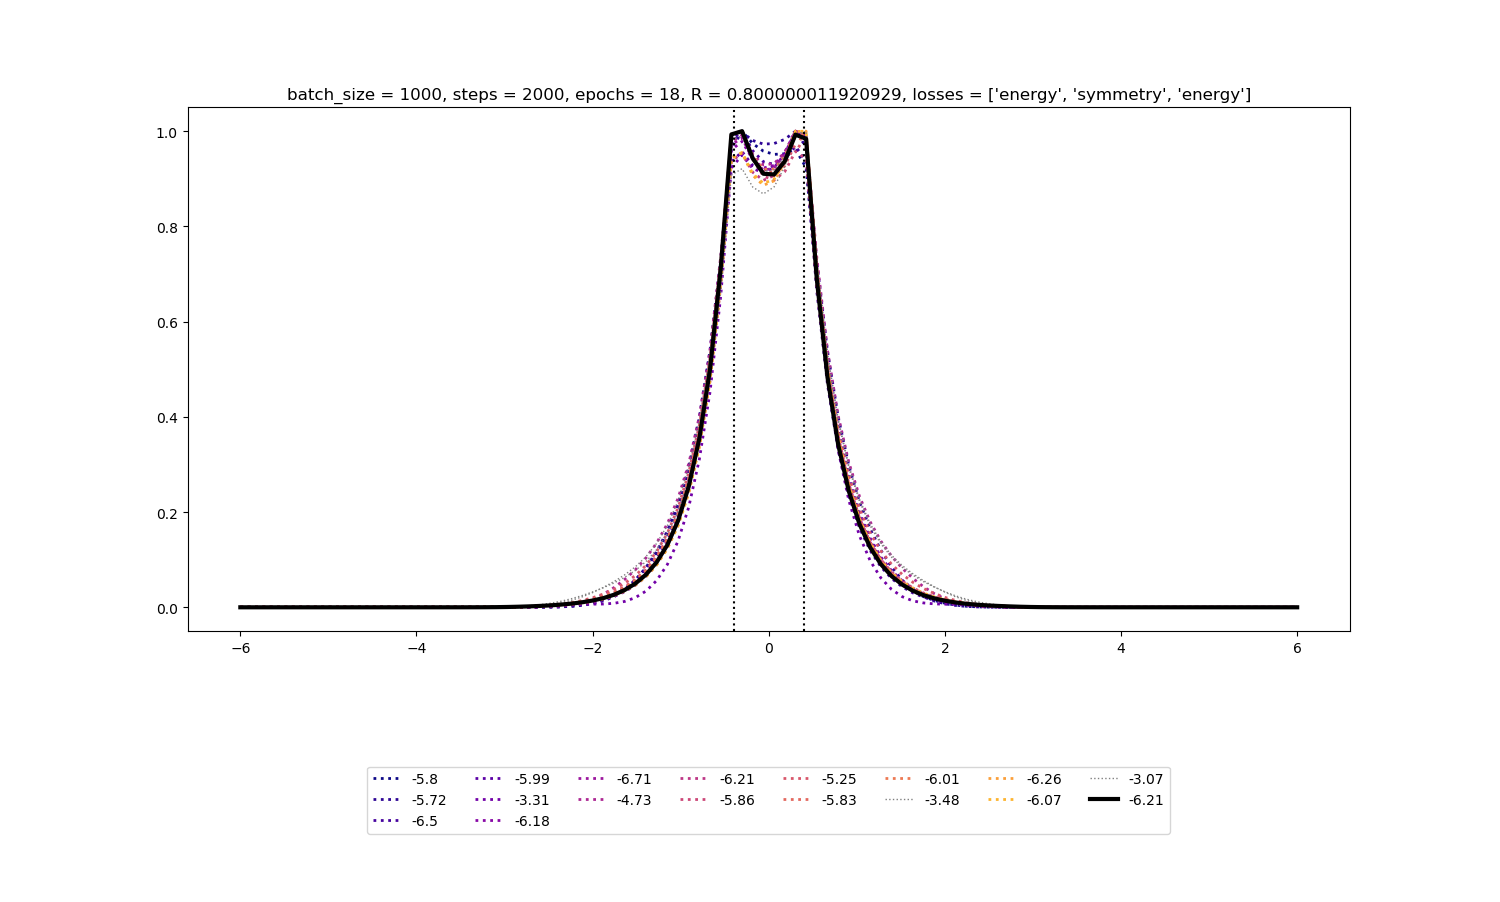 batch_size = 1000, steps = 2000, epochs = 18, R = 0.800000011920929, losses = ['energy', 'symmetry', 'energy']
1.0
0.8
0.6
0.4
0.2
0.0
−6 −4 −2 0 2 4 6
-5.8 -5.99 -6.71 -6.21 -5.25 -6.01 -6.26 -3.07
-5.72 -3.31 -4.73 -5.86 -5.83 -3.48 -6.07 -6.21
-6.5 -6.18